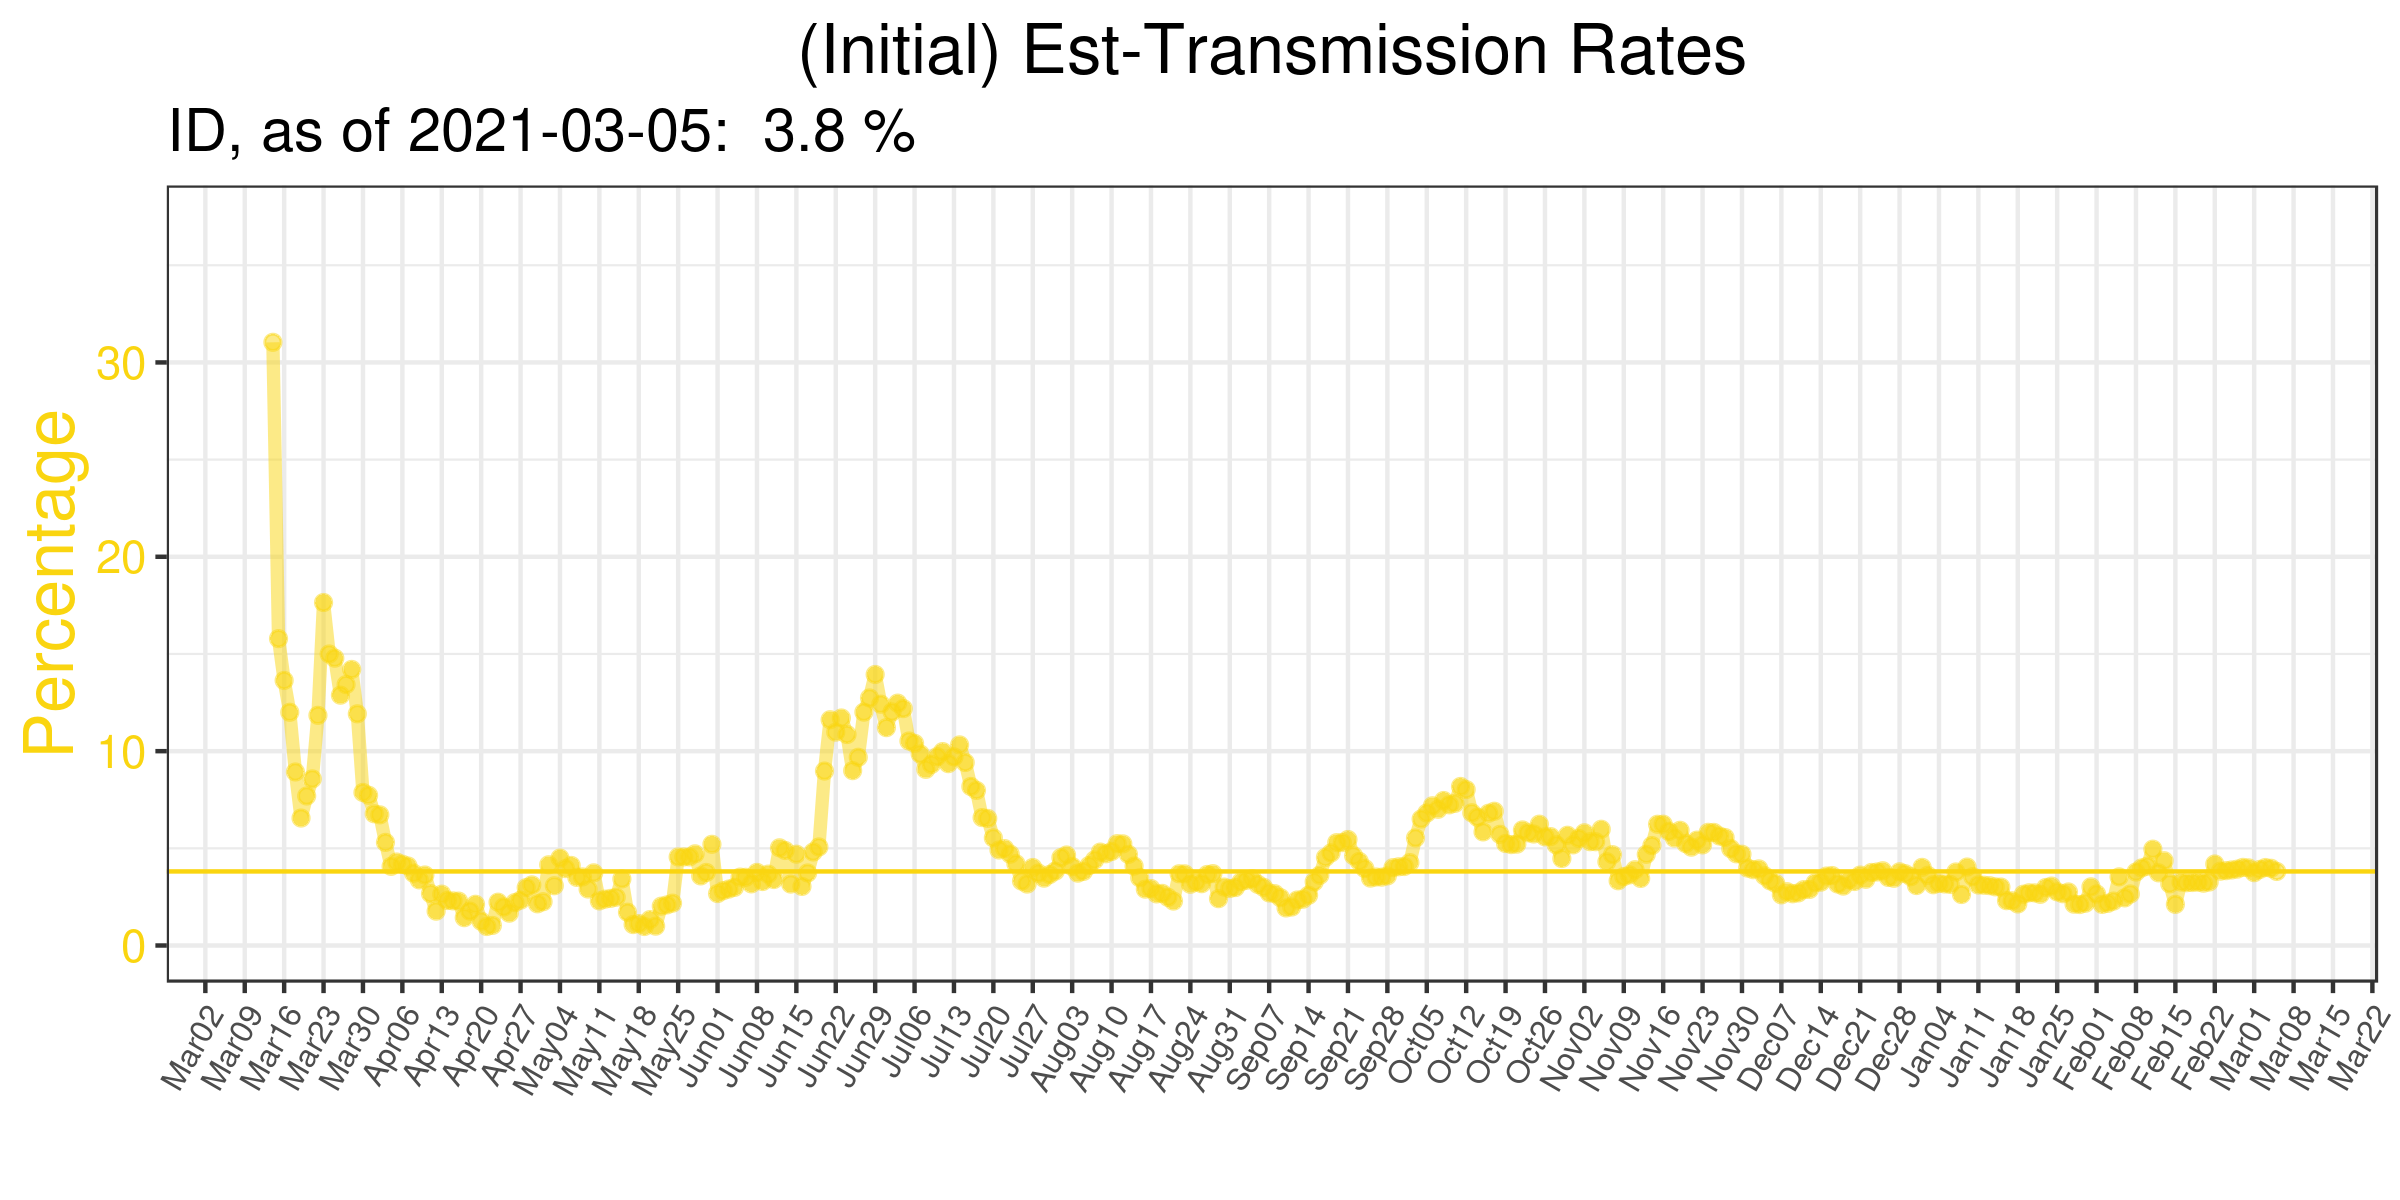 (Initial) Est-Transmission Rates
ID, as of 2021-03-05:  3.8 %
Percentage
30
20
10
0
Mar02
Mar09
Mar16
Mar23
Mar30
Apr06
Apr13
Apr20
Apr27
May04
May11
May18
May25
Jun01
Jun08
Jun15
Jun22
Jun29
Jul06
Jul13
Jul20
Jul27
Aug03
Aug10
Aug17
Aug24
Aug31
Sep07
Sep14
Sep21
Sep28
Oct05
Oct12
Oct19
Oct26
Nov02
Nov09
Nov16
Nov23
Nov30
Dec07
Dec14
Dec21
Dec28
Jan04
Jan11
Jan18
Jan25
Feb01
Feb08
Feb15
Feb22
Mar01
Mar08
Mar15
Mar22